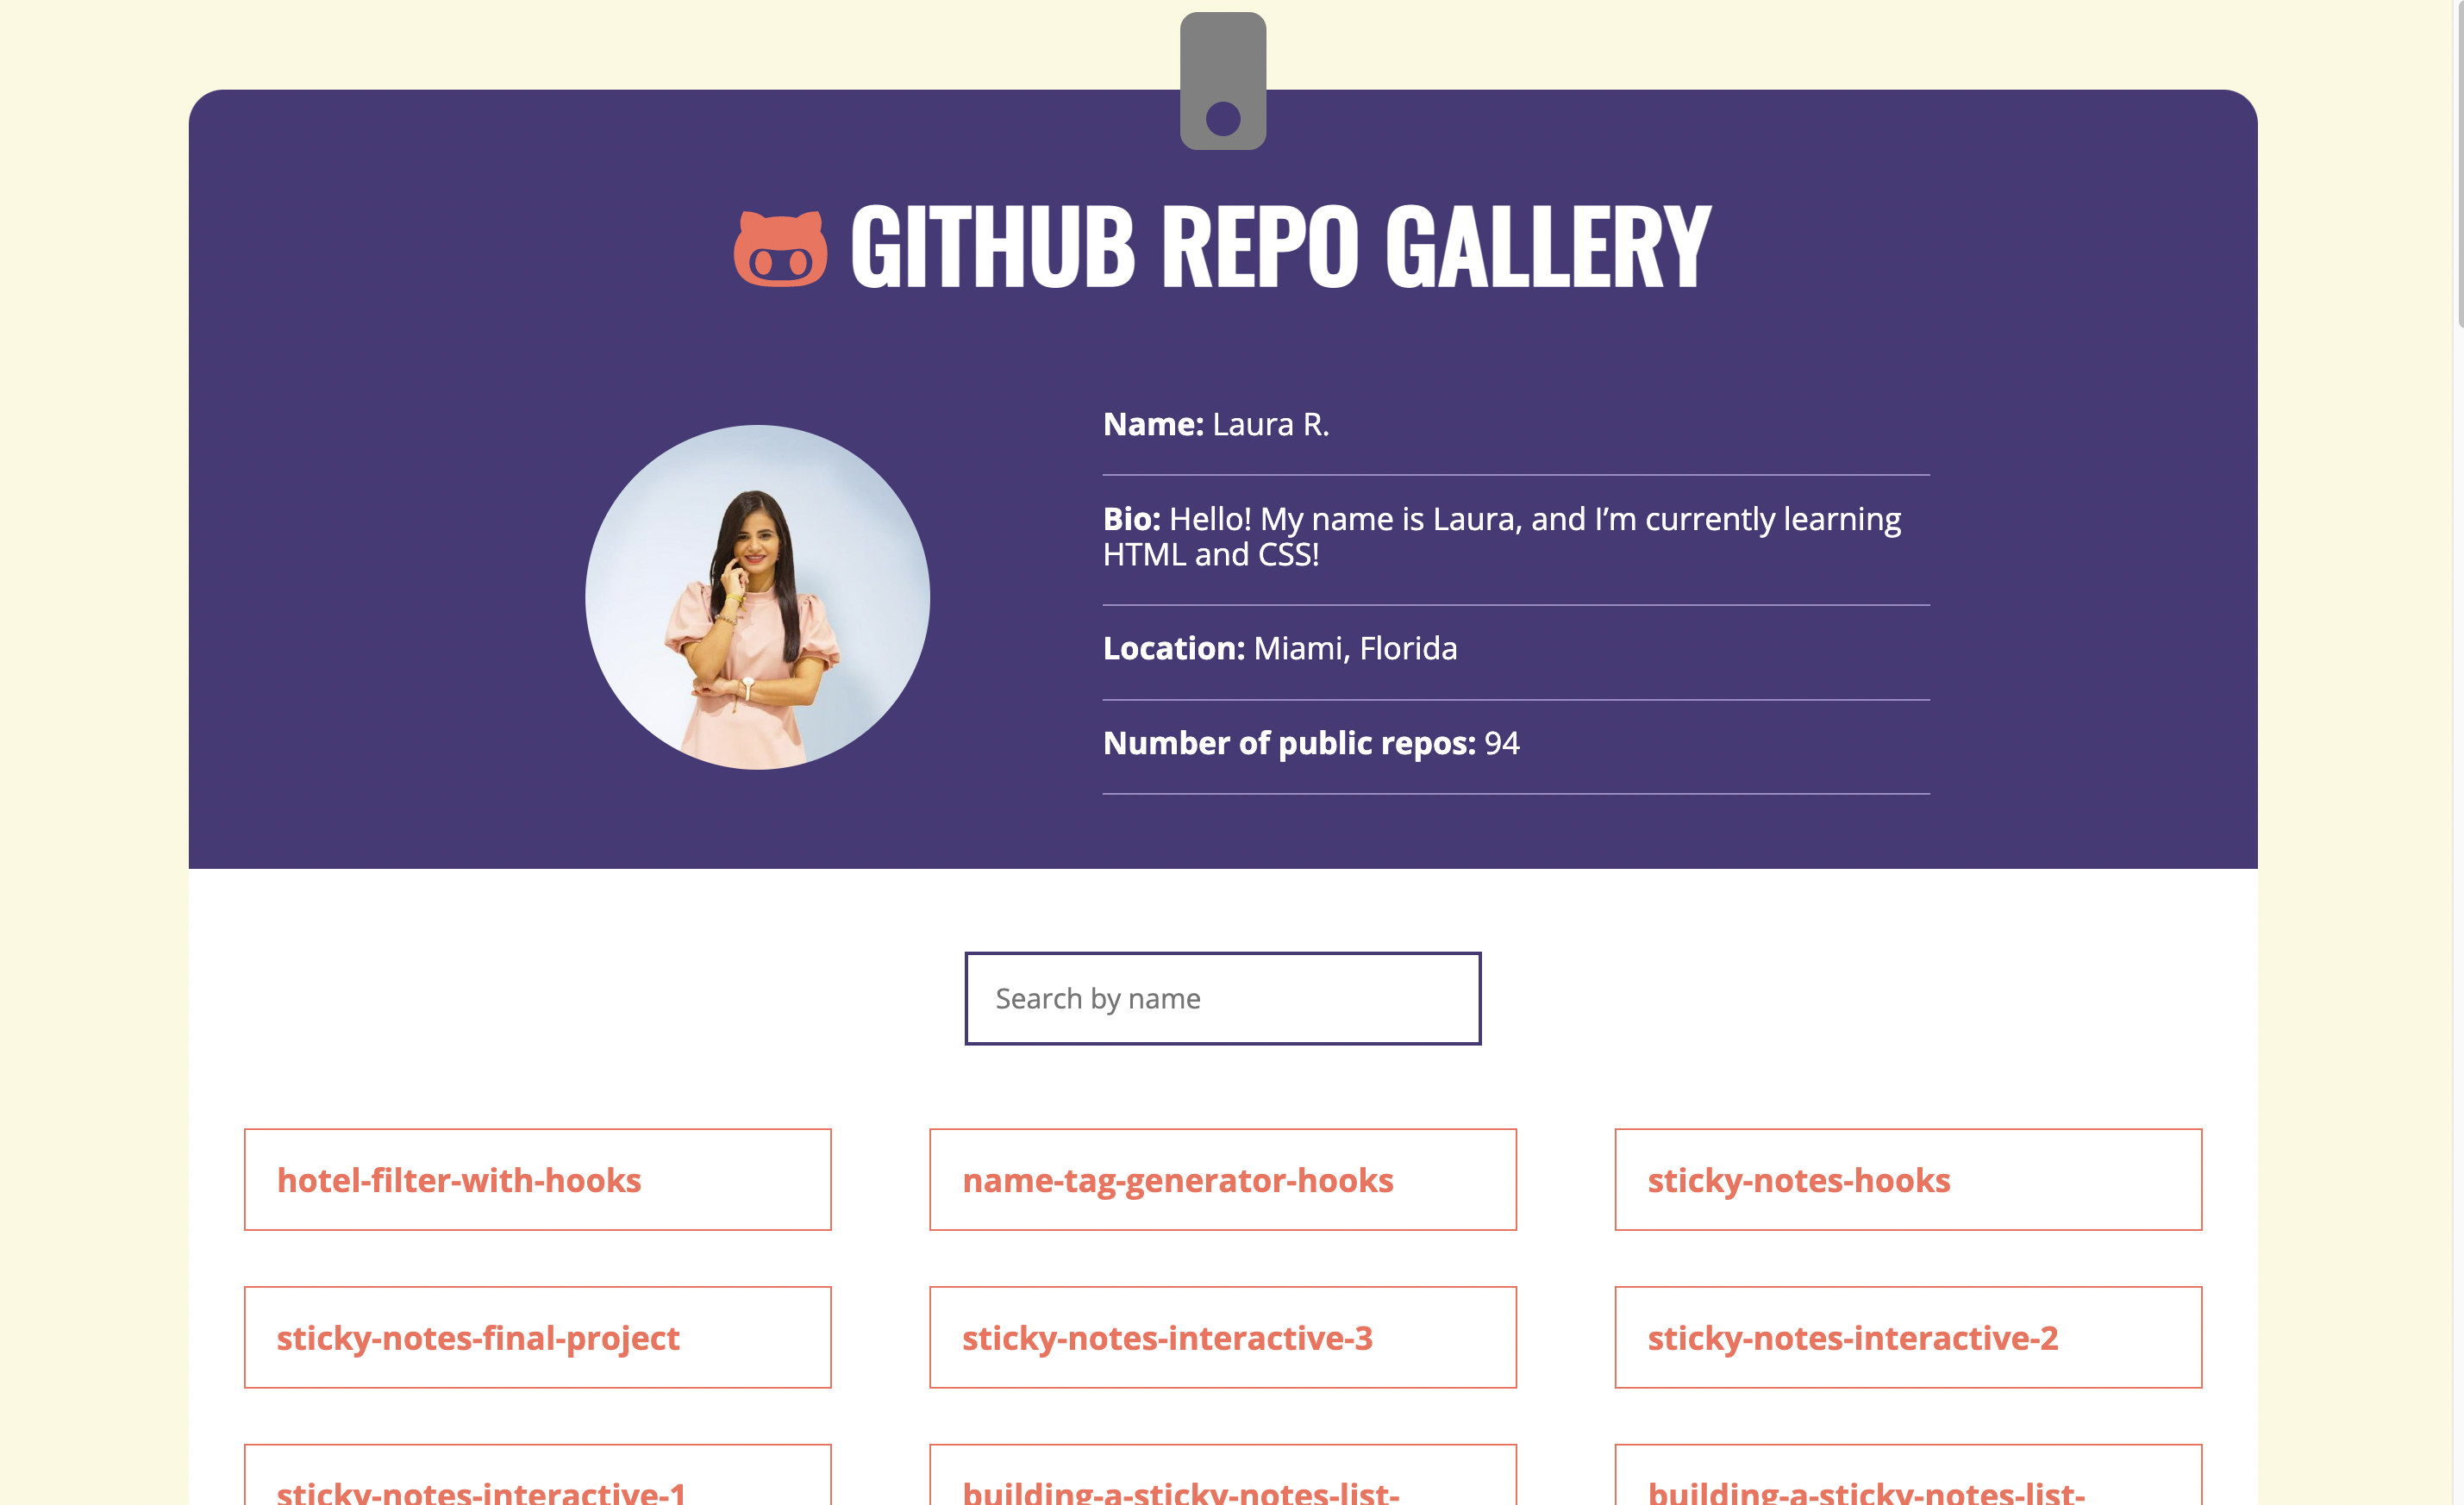 GITHUB REPO GALLERY
Name: Laura R.
Bio: Hello! My name is Laura, and I’m currently learning
HTML and CSS!
Location: Miami, Florida
Number of public repos: 94
Search by name
hotel-filter-with-hooks
name-tag-generator-hooks
sticky-notes-hooks
sticky-notes-final-project
sticky-notes-interactive-3
sticky-notes-interactive-2
sticky-notes-interactive-1
building-a-sticky-notes-list-
building-a-sticky-notes-list-